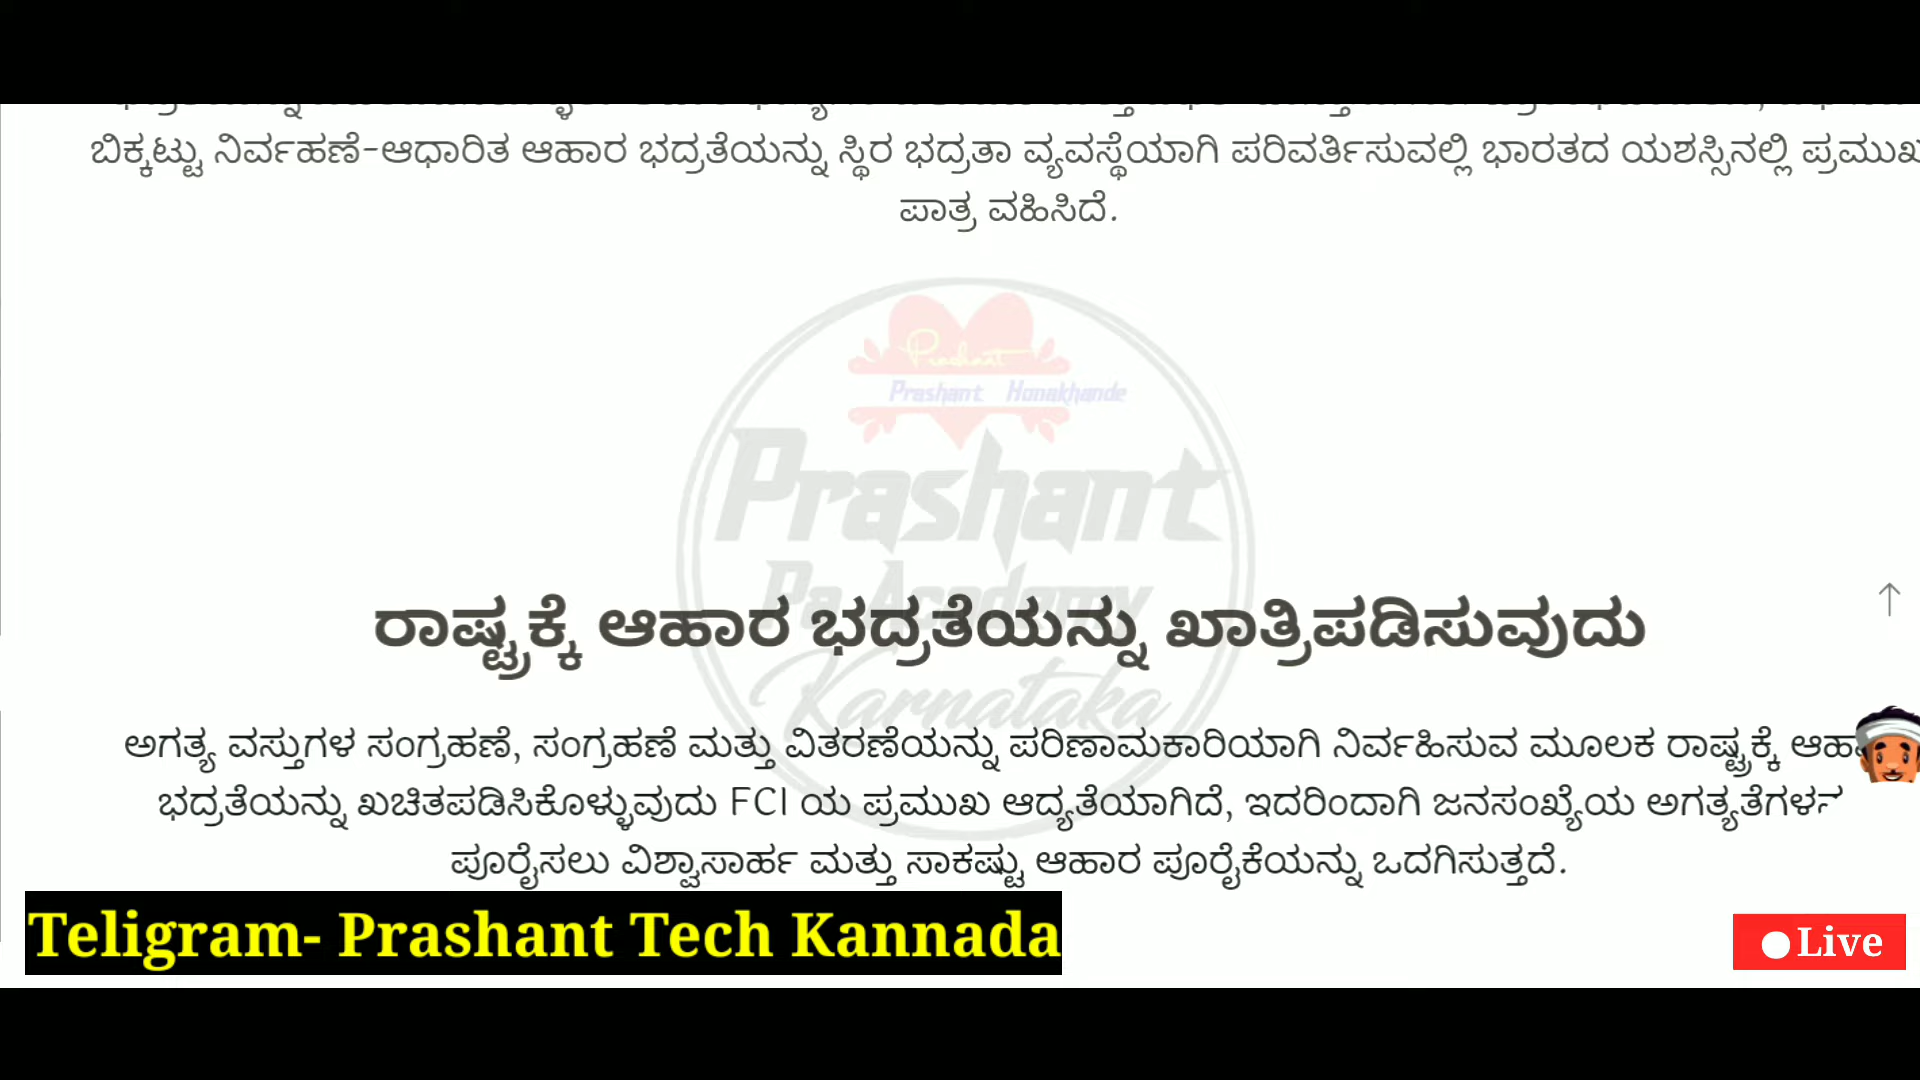 ಬಿಕ್ಕಟ್ಟು ನಿರ್ವಹಣೆ-ಆಧಾರಿತ ಆಹಾರ ಭದ್ರತೆಯನ್ನು ಸ್ಥಿರ ಭದ್ರತಾ ವ್ಯವಸ್ಥೆಯಾಗಿ ಪರಿವರ್ತಿಸುವಲ್ಲಿ ಭಾರತದ ಯಶಸ್ಸಿನಲ್ಲಿ ಪ್ರಮುಖ
ಪಾತ್ರ ವಹಿಸಿದೆ.
Prashant
Prashant Honakhande
Prashant
Pa Academy
ರಾಷ್ಟ್ರಕ್ಕೆ ಆಹಾರ ಭದ್ರತೆಯನ್ನು ಖಾತ್ರಿಪಡಿಸುವುದು
Karnataka
ಅಗತ್ಯ ವಸ್ತುಗಳ ಸಂಗ್ರಹಣೆ, ಸಂಗ್ರಹಣೆ ಮತ್ತು ವಿತರಣೆಯನ್ನು ಪರಿಣಾಮಕಾರಿಯಾಗಿ ನಿರ್ವಹಿಸುವ ಮೂಲಕ ರಾಷ್ಟ್ರಕ್ಕೆ
ಭದ್ರತೆಯನ್ನು ಖಚಿತಪಡಿಸಿಕೊಳ್ಳುವುದು FCI ಯ ಪ್ರಮುಖ ಆದ್ಯತೆಯಾಗಿದೆ, ಇದರಿಂದಾಗಿ ಜನಸಂಖ್ಯೆಯ
ಪೂರೈಸಲು ವಿಶ್ವಾಸಾರ್ಹ ಮತ್ತು ಸಾಕಷ್ಟು ಆಹಾರ ಪೂರೈಕೆಯನ್ನು ಒದಗಿಸುತ್ತದೆ.
Teligram- Prashant Tech Kannada
Live